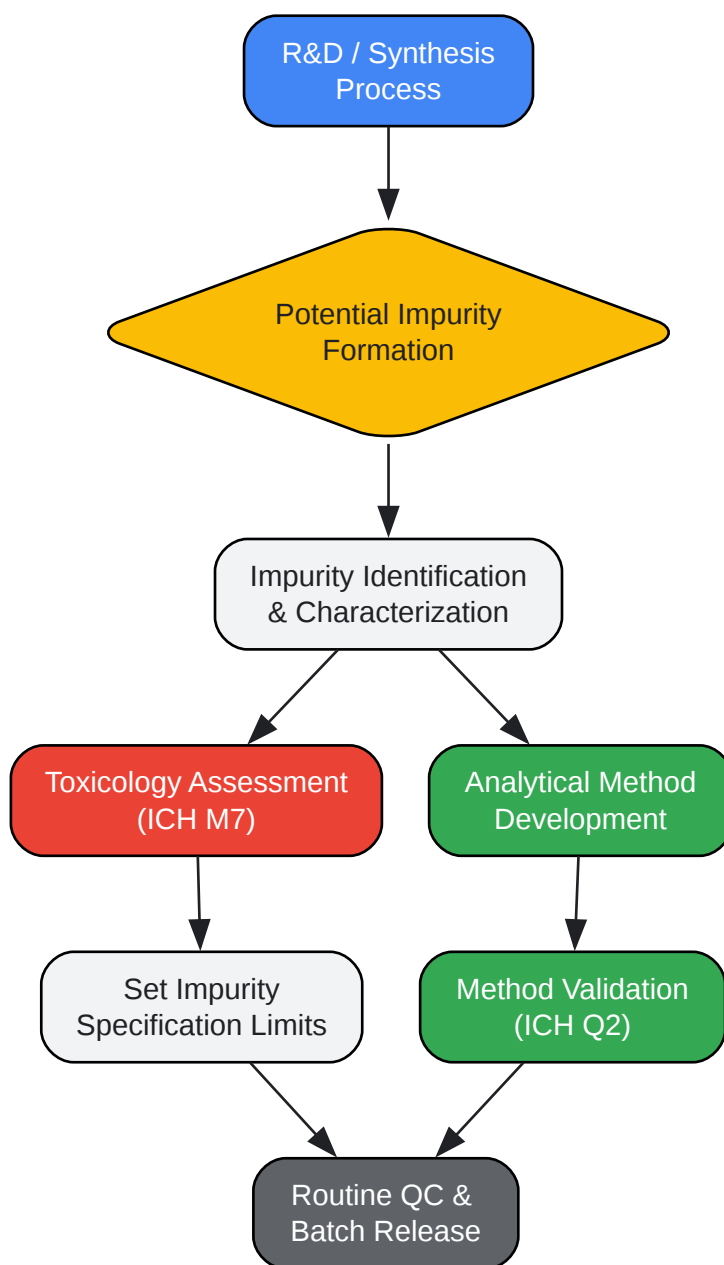 R&D / Synthesis
Process
Potential Impurity
Formation
Impurity Identification
& Characterization
Toxicology Assessment
(ICH M7)
Analytical Method
Development
Set Impurity
Specification Limits
Method Validation
(ICH Q2)
Routine QC &
Batch Release